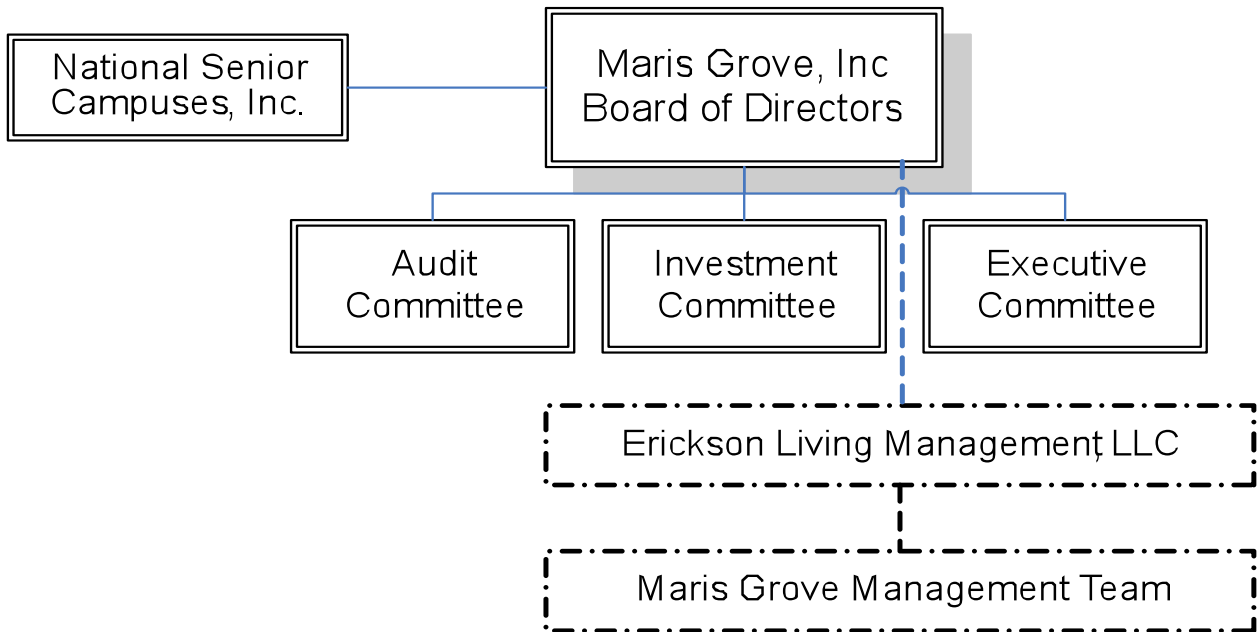 National Senior
Campuses, Inc.
Maris Grove, Inc
Board of Directors
Audit
Committee
Investment
Committee
Executive
Committee
Erickson Living Management, LLC
Maris Grove Management Team